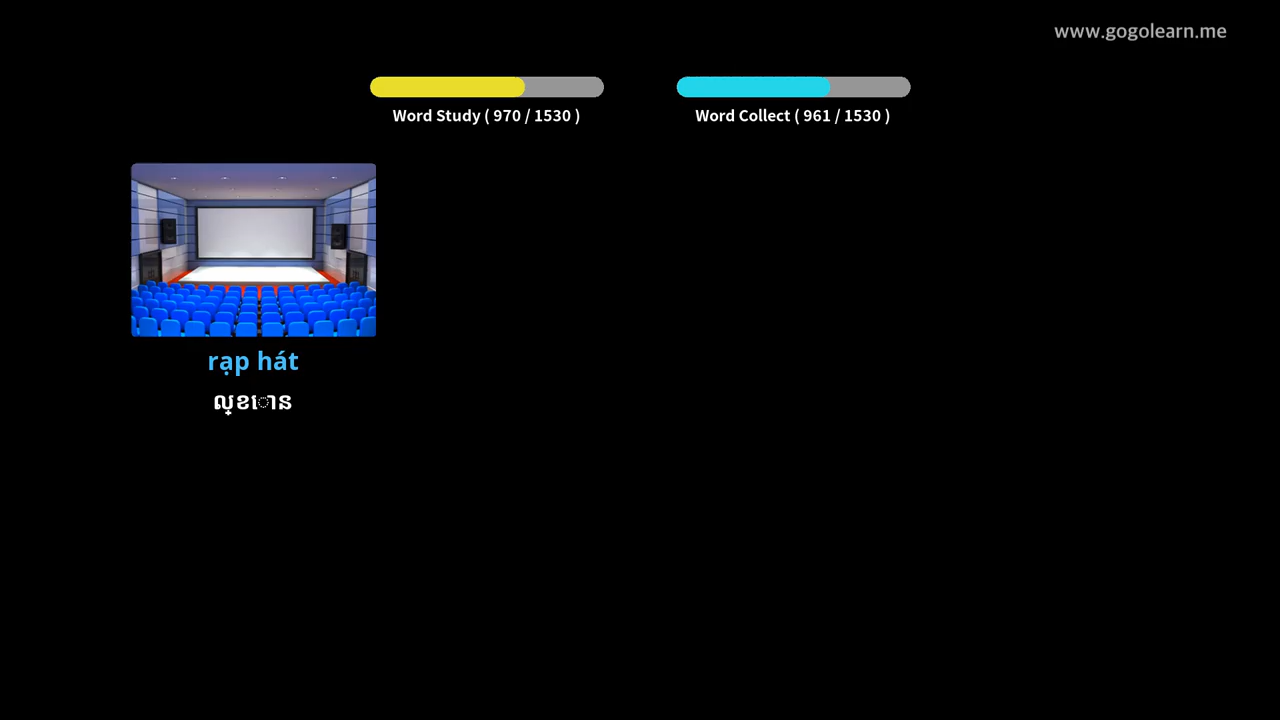 www.gogolearn.me
Word Study ( 970 / 1530 )
Word Collect ( 961 / 1530 )
rạp hát
ល្ខោន